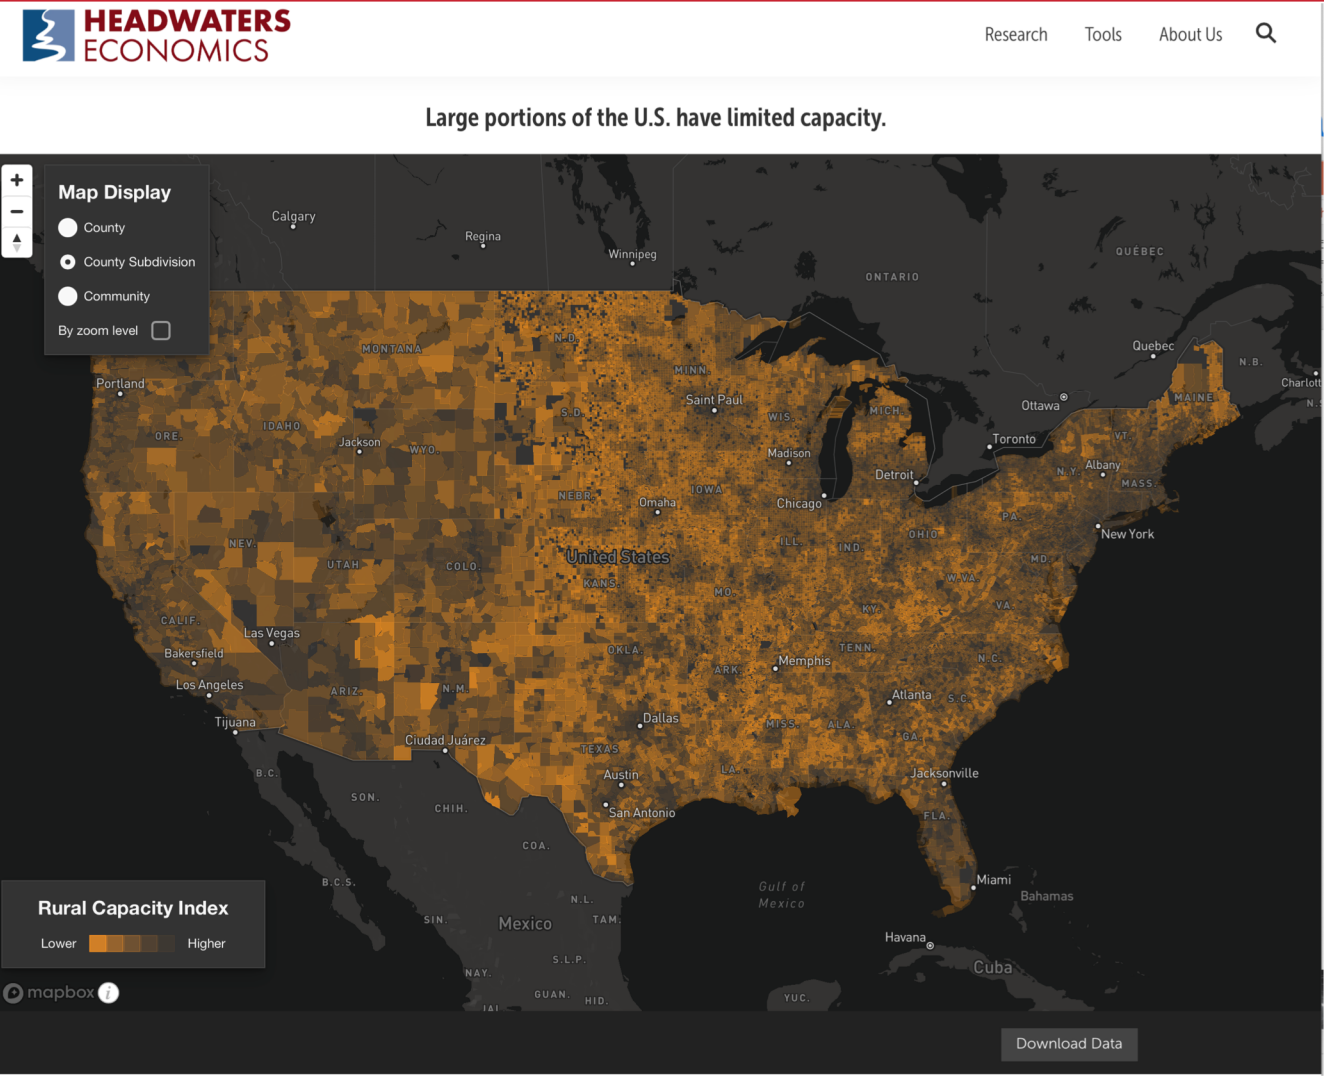 HEADWATERS
ECONOMICS
Research
Tools
About Us
Large portions of the U.S. have limited capacity.
+
−
Map Display
County
County Subdivision
Community
By zoom level
Calgary
Regina
Winnipeg
ONTARIO
QUÉBEC
Quebec
N.B.
Charlott
N.S.
MAINE
Ottawa
Toronto
VT.
N.Y.
Albany
MASS.
New York
PA.
MD.
Portland
MONTANA
N.D.
MINN.
Saint Paul
WIS.
MICH.
Detroit
Madison
Chicago
ORE.
IDAHO
Jackson
WYO.
S.D.
NEBR.
Omaha
IOWA
ILL.
IND.
OHIO
W.VA.
VA.
KY.
NEV.
UTAH
COLO.
United States
KANS.
MO.
CALIF.
Las Vegas
Bakersfield
Los Angeles
Tijuana
ARIZ.
N.M.
OKLA.
ARK.
Memphis
TENN.
N.C.
S.C.
Atlanta
Dallas
MISS.
ALA.
GA.
Ciudad Juárez
TEXAS
LA.
Jacksonville
Austin
San Antonio
FLA.
B.C.
SON.
CHIH.
COA.
Miami
Bahamas
Gulf of
Mexico
B.C.S.
N.L.
SIN.
Mexico
TAM.
Havana
Cuba
S.L.P.
NAY.
GUAN.
HID.
YUC.
JAL.
Rural Capacity Index
Lower
Higher
mapbox
i
Download Data